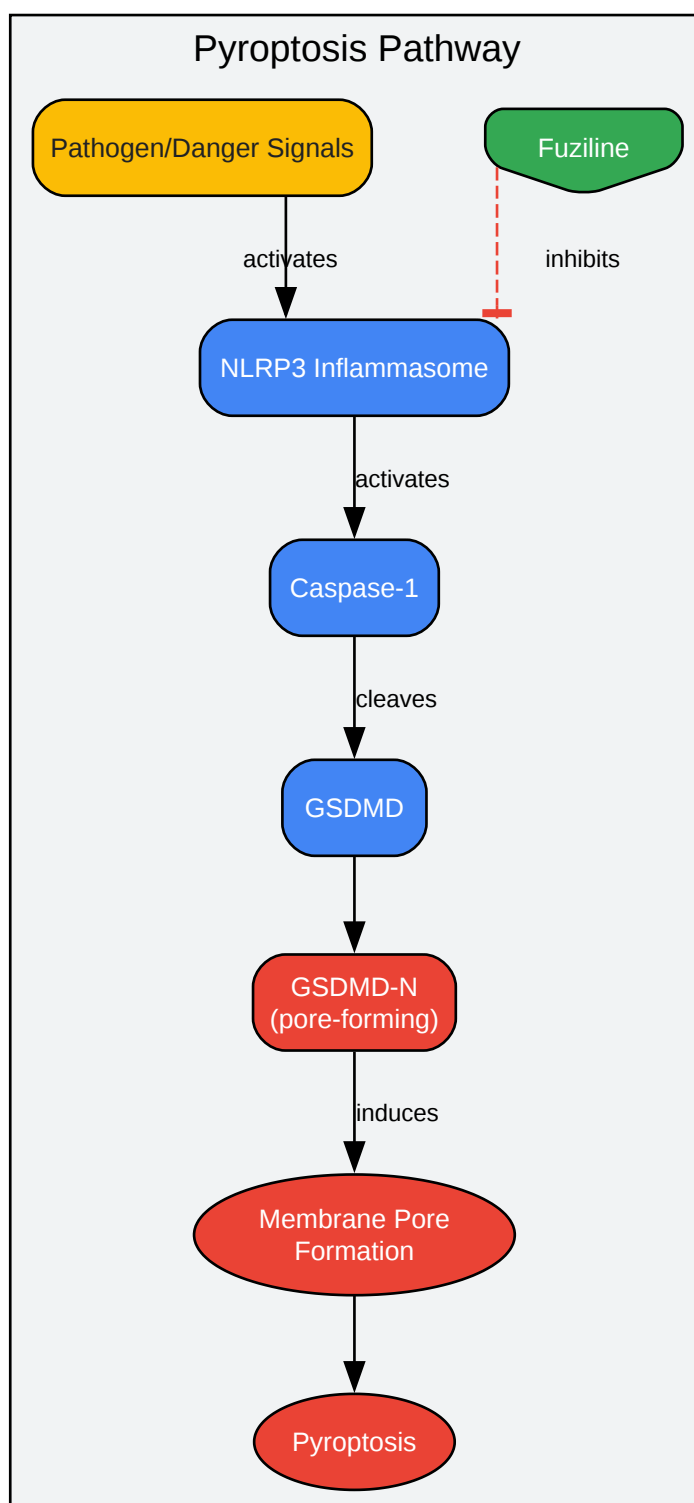 Pyroptosis Pathway
Pathogen/Danger Signals
Fuziline
activates
inhibits
NLRP3 Inflammasome
activates
Caspase-1
cleaves
GSDMD
GSDMD-N
(pore-forming)
induces
Membrane Pore
Formation
Pyroptosis